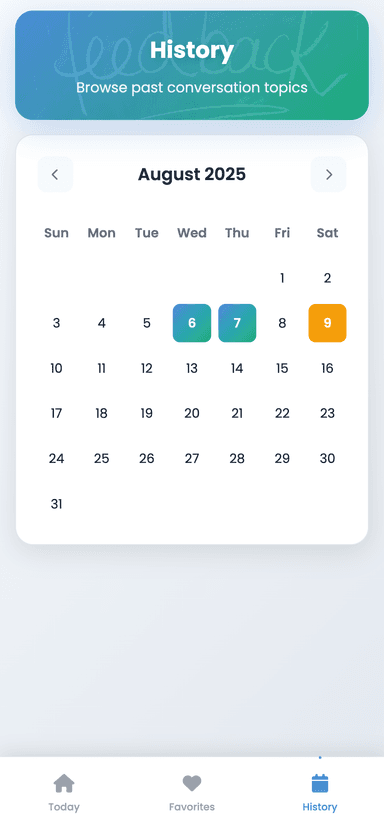 feedback
History
Browse past conversation topics
August 2025
Sun Mon Tue Wed Thu Fri Sat
1 2
3 4 5 6 7 8 9
10 11 12 13 14 15 16
17 18 19 20 21 22 23
24 25 26 27 28 29 30
31
Today Favorites History